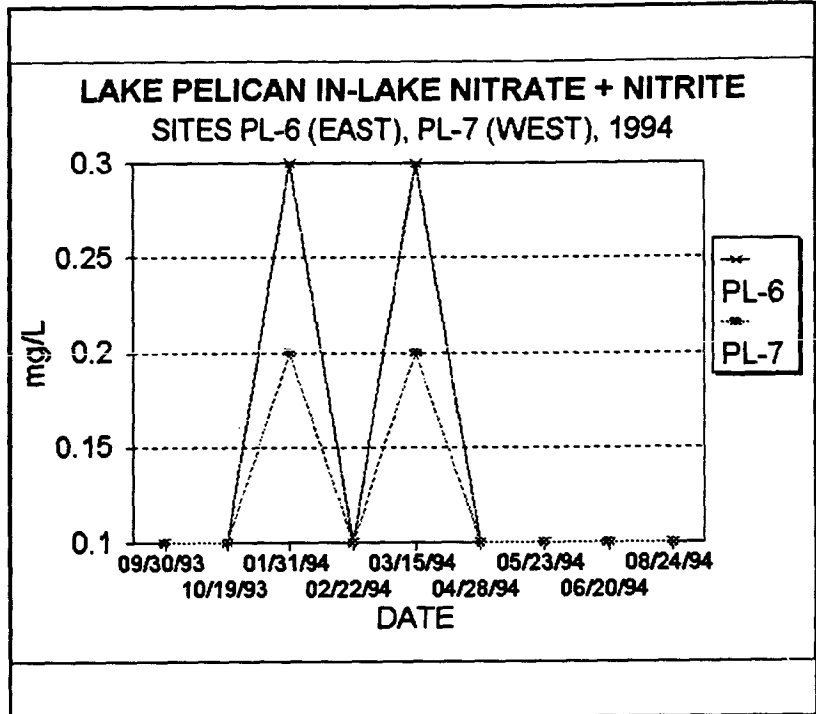 LAKE PELICAN IN-LAKE NITRATE + NITRITE
SITES PL-6 (EAST), PL-7 (WEST), 1994
0.3
0.25
0.2
0.15
0.1
mg/L
09/30/93
10/19/93
01/31/94
02/22/94
03/15/94
04/28/94
05/23/94
06/20/94
08/24/94
DATE
PL-6
PL-7